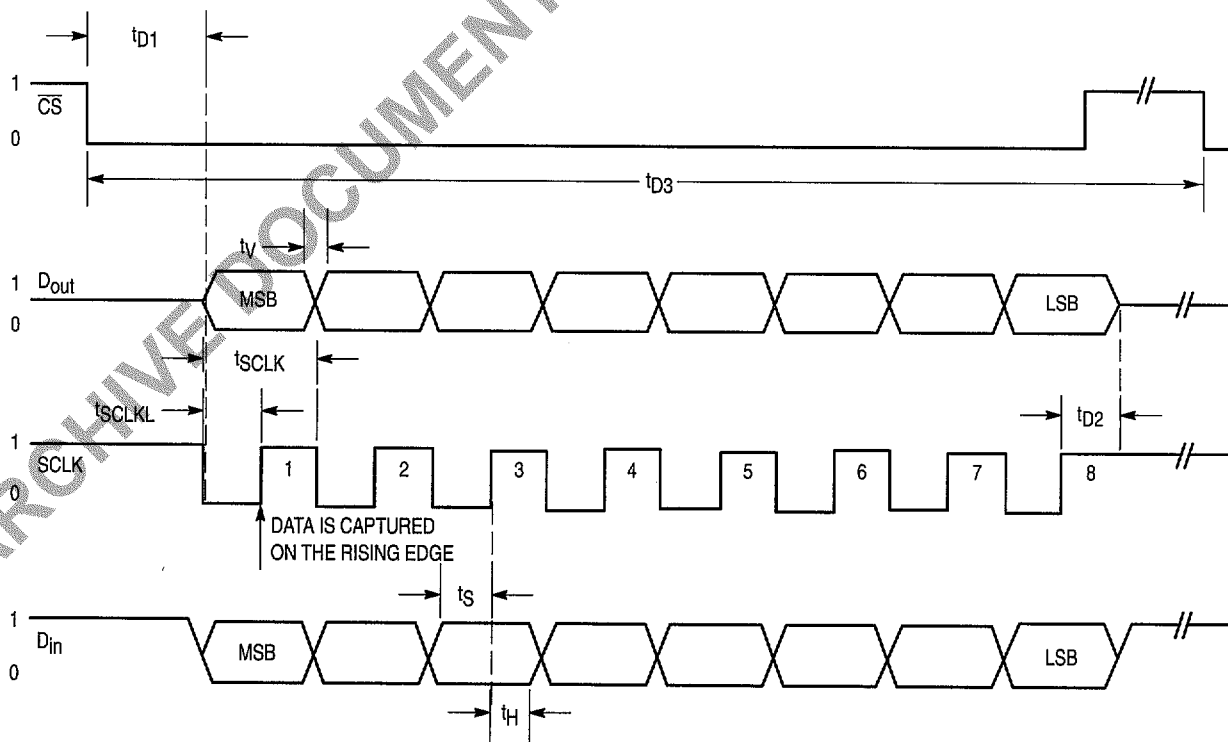 tD1
1
CS
0
tD3
tV
1
Dout
MSB
LSB
0
tSCLK
tSCLKL
tD2
1
SCLK
1 2 3 4 5 6 7 8
0
DATA IS CAPTURED
ON THE RISING EDGE
tS
1
Din
MSB
LSB
0
tH
ARCHIVE DOCUMENT